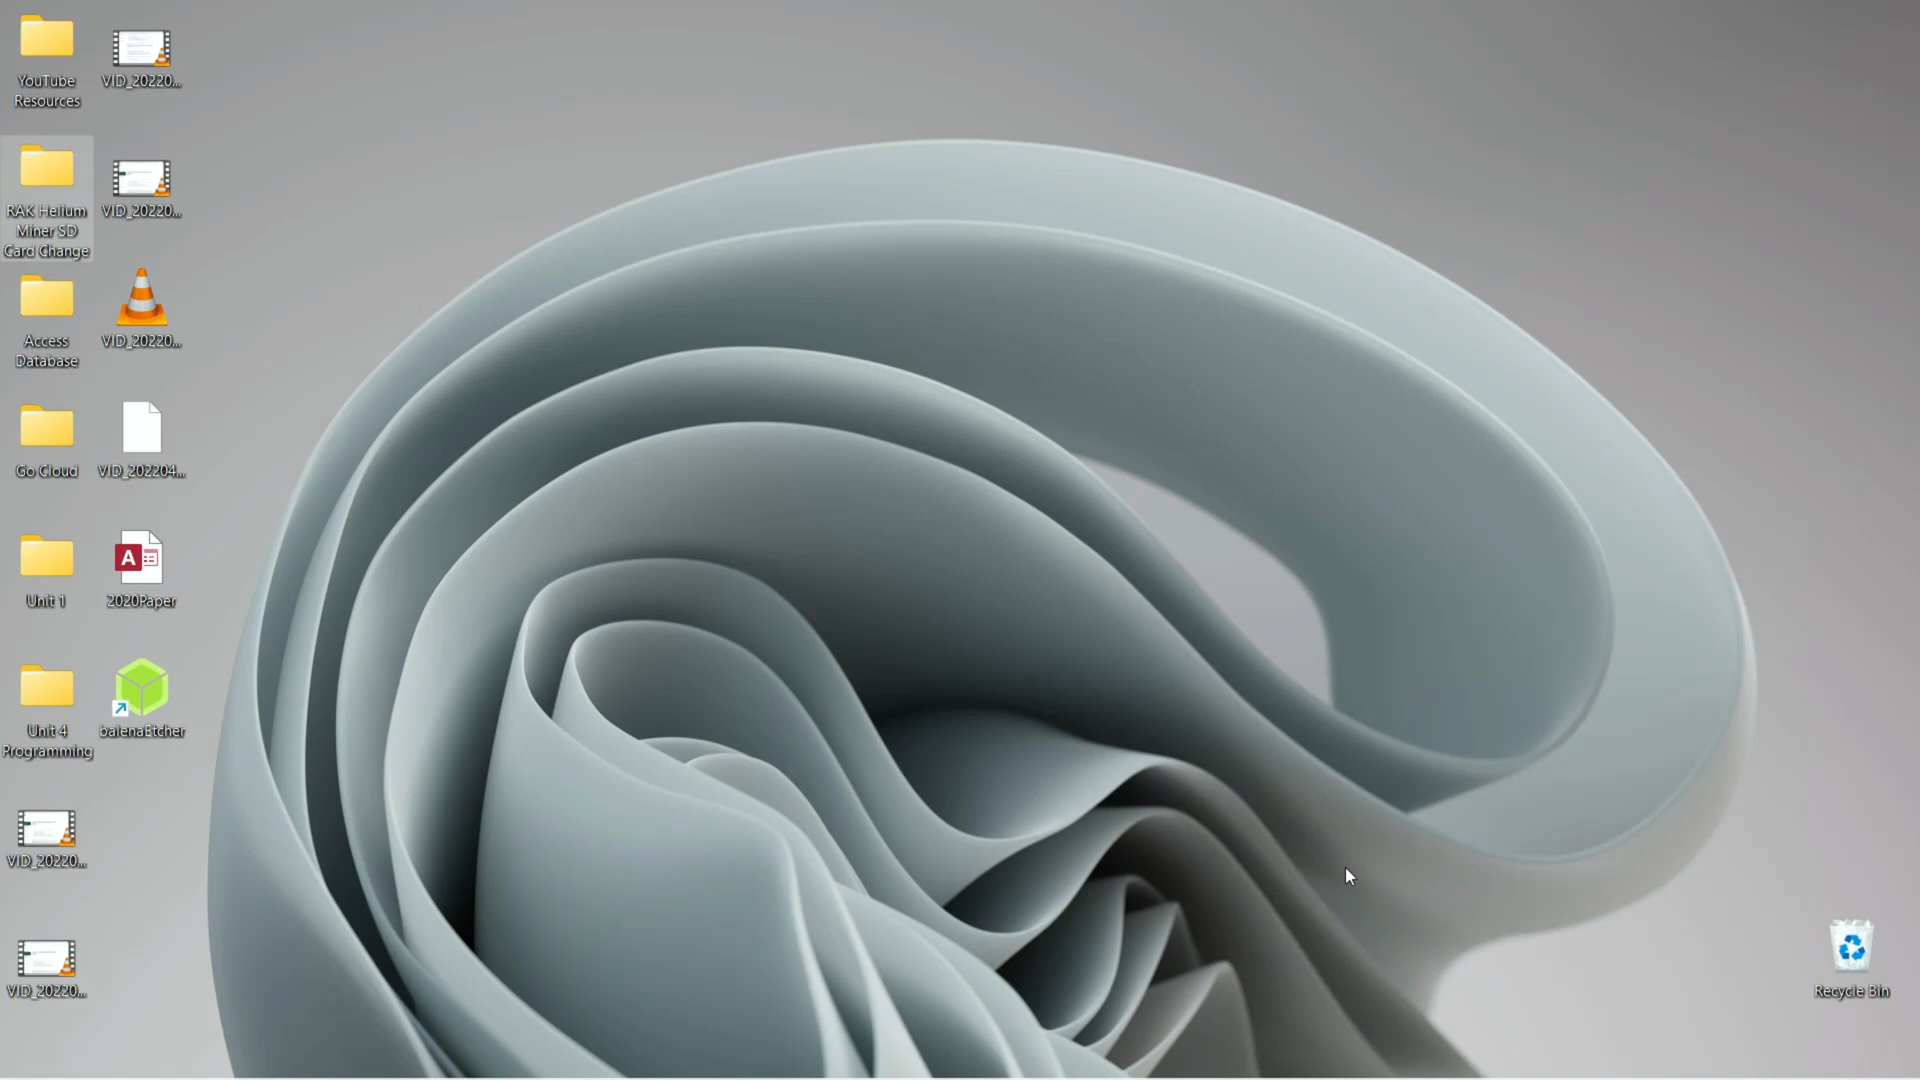 YouTube
Resources
VID_20220...
RAK Helium
Miner SD
Card Change
VID_20220...
Access
Database
VID_20220...
Go Cloud
VID_202204...
Unit 1
A
2020Paper
Unit 4
Programming
balenaEtcher
VID_20220...
VID_20220...
Recycle Bin